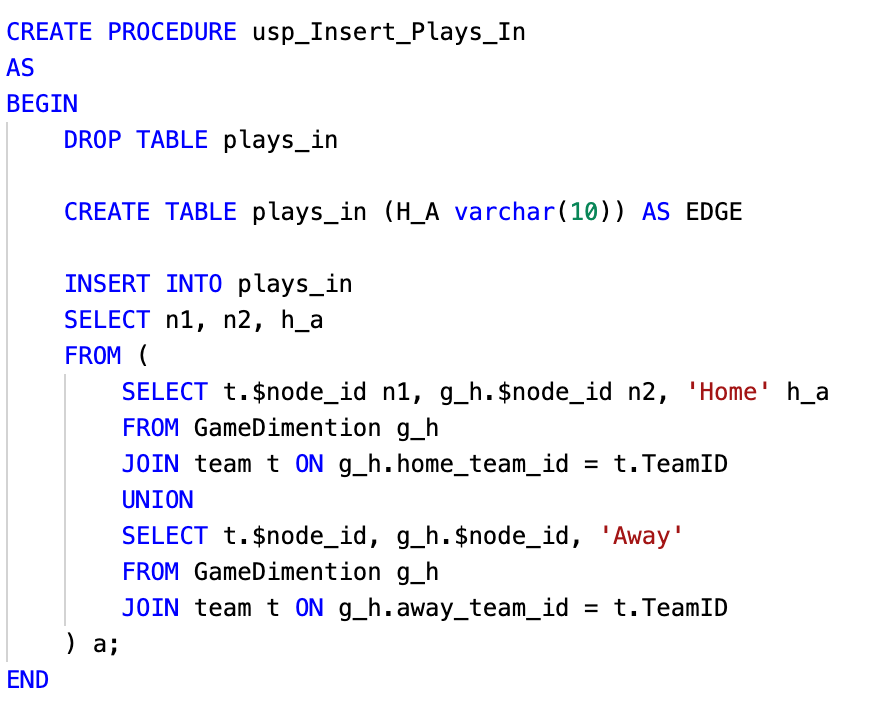 CREATE PROCEDURE usp_Insert_Plays_In
AS
BEGIN
DROP TABLE plays_in
CREATE TABLE plays_in (H_A varchar(10)) AS EDGE
INSERT INTO plays_in
SELECT n1, n2, h_a
FROM (
SELECT t.$node_id n1, g_h.$node_id n2, 'Home' h_a
FROM GameDimention g_h
JOIN team t ON g_h.home_team_id = t.TeamID
UNION
SELECT t.$node_id, g_h.$node_id, 'Away'
FROM GameDimention g_h
JOIN team t ON g_h.away_team_id = t.TeamID
) a;
END